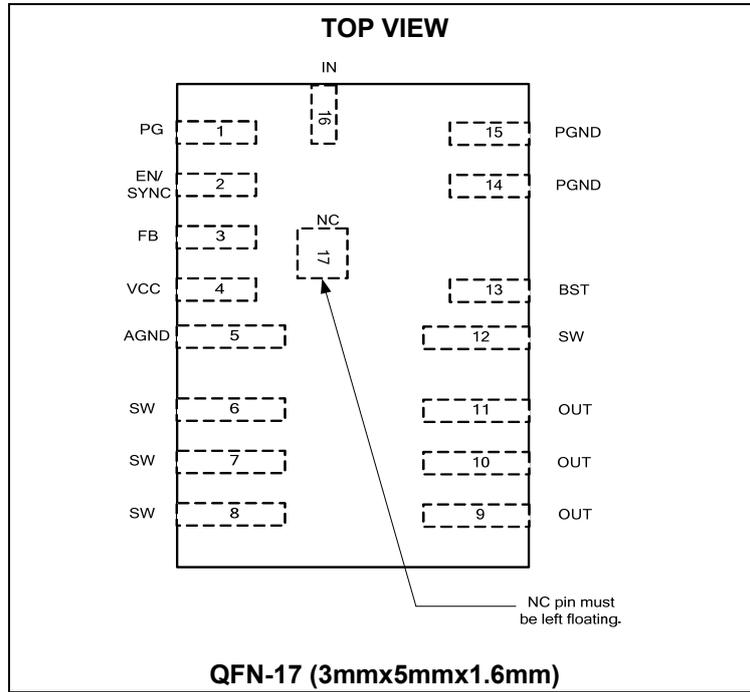 TOP VIEW
IN
16
PG 1
15 PGND
EN/
SYNC
2
14 PGND
FB 3
NC
17
VCC 4
13 BST
AGND 5
12 SW
SW 6
11 OUT
SW 7
10 OUT
SW 8
9 OUT
NC pin must
be left floating.
QFN-17 (3mmx5mmx1.6mm)